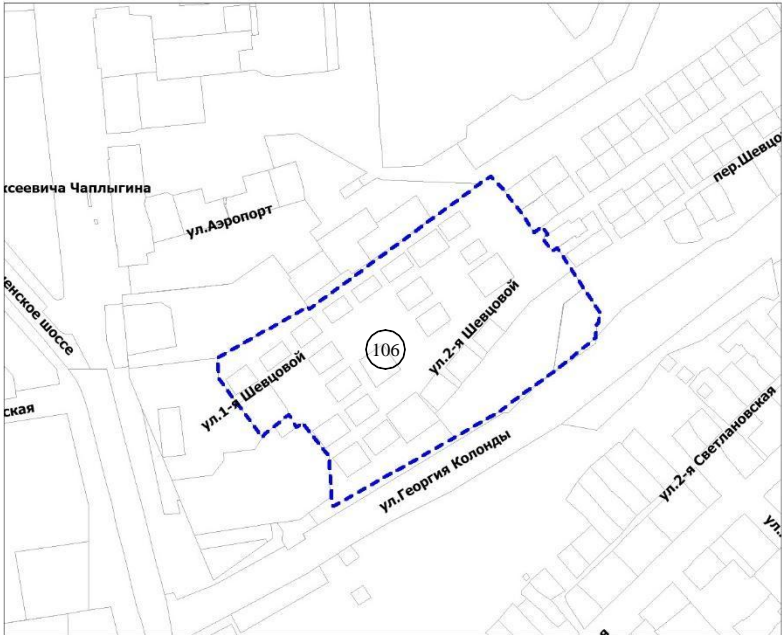 пер.Шевцо
ксеевича Чаплыгина
ул.Аэропорт
енское шоссе
106
ул.2-я Шевцовой
ул.1-я Шевцовой
ская
ул.Георгия Колонды
ул.2-я Светлановская
ул.
я